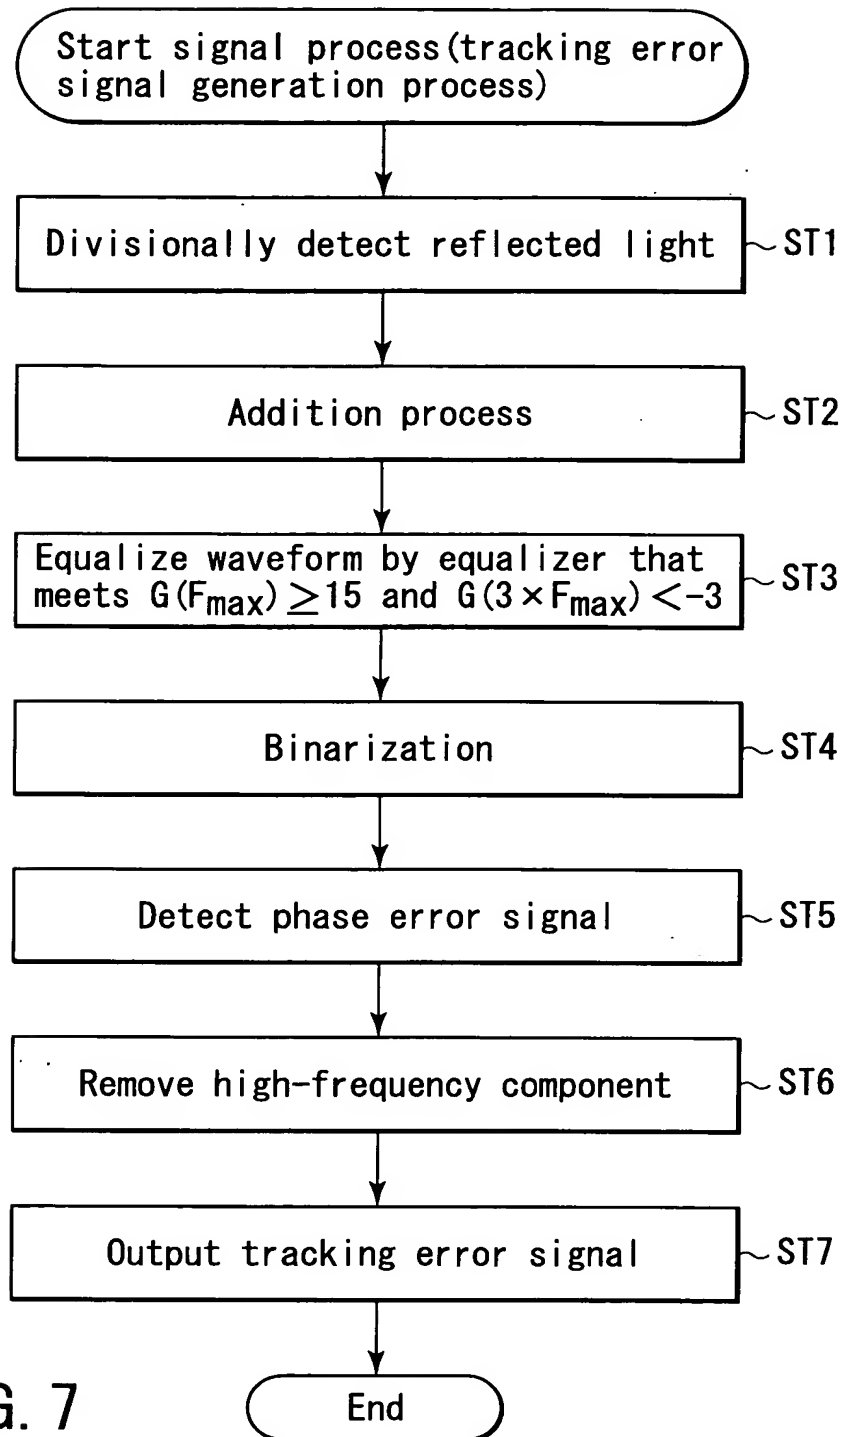 Start signal process(tracking error
signal generation process)
Divisionally detect reflected light
ST1
Addition process
ST2
Equalize waveform by equalizer that
meets G(Fmax)≧15 and G(3×Fmax)<-3
ST3
Binarization
ST4
Detect phase error signal
ST5
Remove high-frequency component
ST6
Output tracking error signal
ST7
End
G. 7